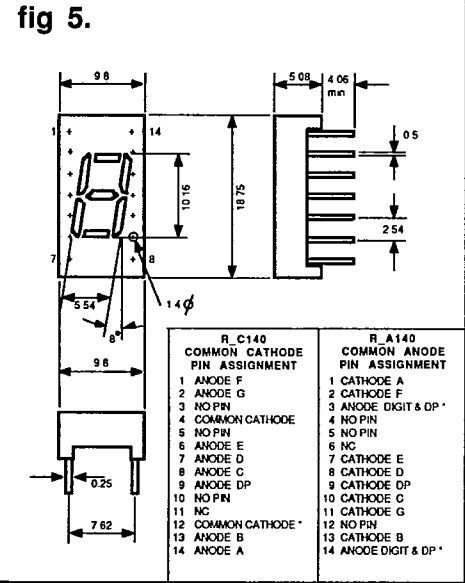 fig 5.
9 8
5 08
4 06
min
1
14
0 5
10 16
18 75
2 54
7
8
5 54
1 4 ϕ
8°
9 8
0.25
7 62
R_C140
COMMON CATHODE
PIN ASSIGNMENT
1 ANODE F
2 ANODE G
3 NO PIN
4 COMMON CATHODE
5 NO PIN
6 ANODE E
7 ANODE D
8 ANODE C
9 ANODE DP
10 NO PIN
11 NC
12 COMMON CATHODE *
13 ANODE B
14 ANODE A
R_A140
COMMON ANODE
PIN ASSIGNMENT
1 CATHODE A
2 CATHODE F
3 ANODE DIGIT & DP *
4 NO PIN
5 NO PIN
6 NC
7 CATHODE E
8 CATHODE D
9 CATHODE DP
10 CATHODE C
11 CATHODE G
12 NO PIN
13 CATHODE B
14 ANODE DIGIT & DP *